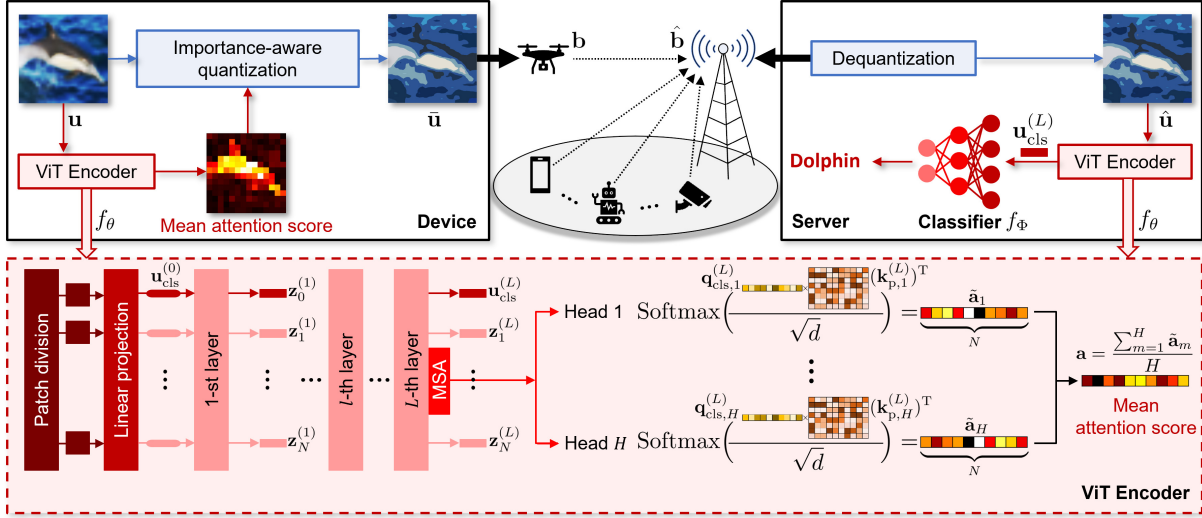 Importance-aware
quantization
u
ū
ViT Encoder
Mean attention score
f_θ
Device
b
b̂
Dequantization
û
u_cls^(L)
ViT Encoder
Dolphin
Server
Classifier f_Φ
f_θ
Patch division
Linear projection
u_cls^(0)
1-st layer
z_0^(1)
z_1^(1)
⋮
z_N^(1)
...
l-th layer
...
L-th layer
MSA
u_cls^(L)
z_1^(L)
⋮
z_N^(L)
Head 1 Softmax( q_cls,1^(L) × (k_p,1^(L))^T / √d ) = ã_1
N
⋮
Head H Softmax( q_cls,H^(L) × (k_p,H^(L))^T / √d ) = ã_H
N
a = ∑_{m=1}^H ã_m / H
Mean
attention score
ViT Encoder